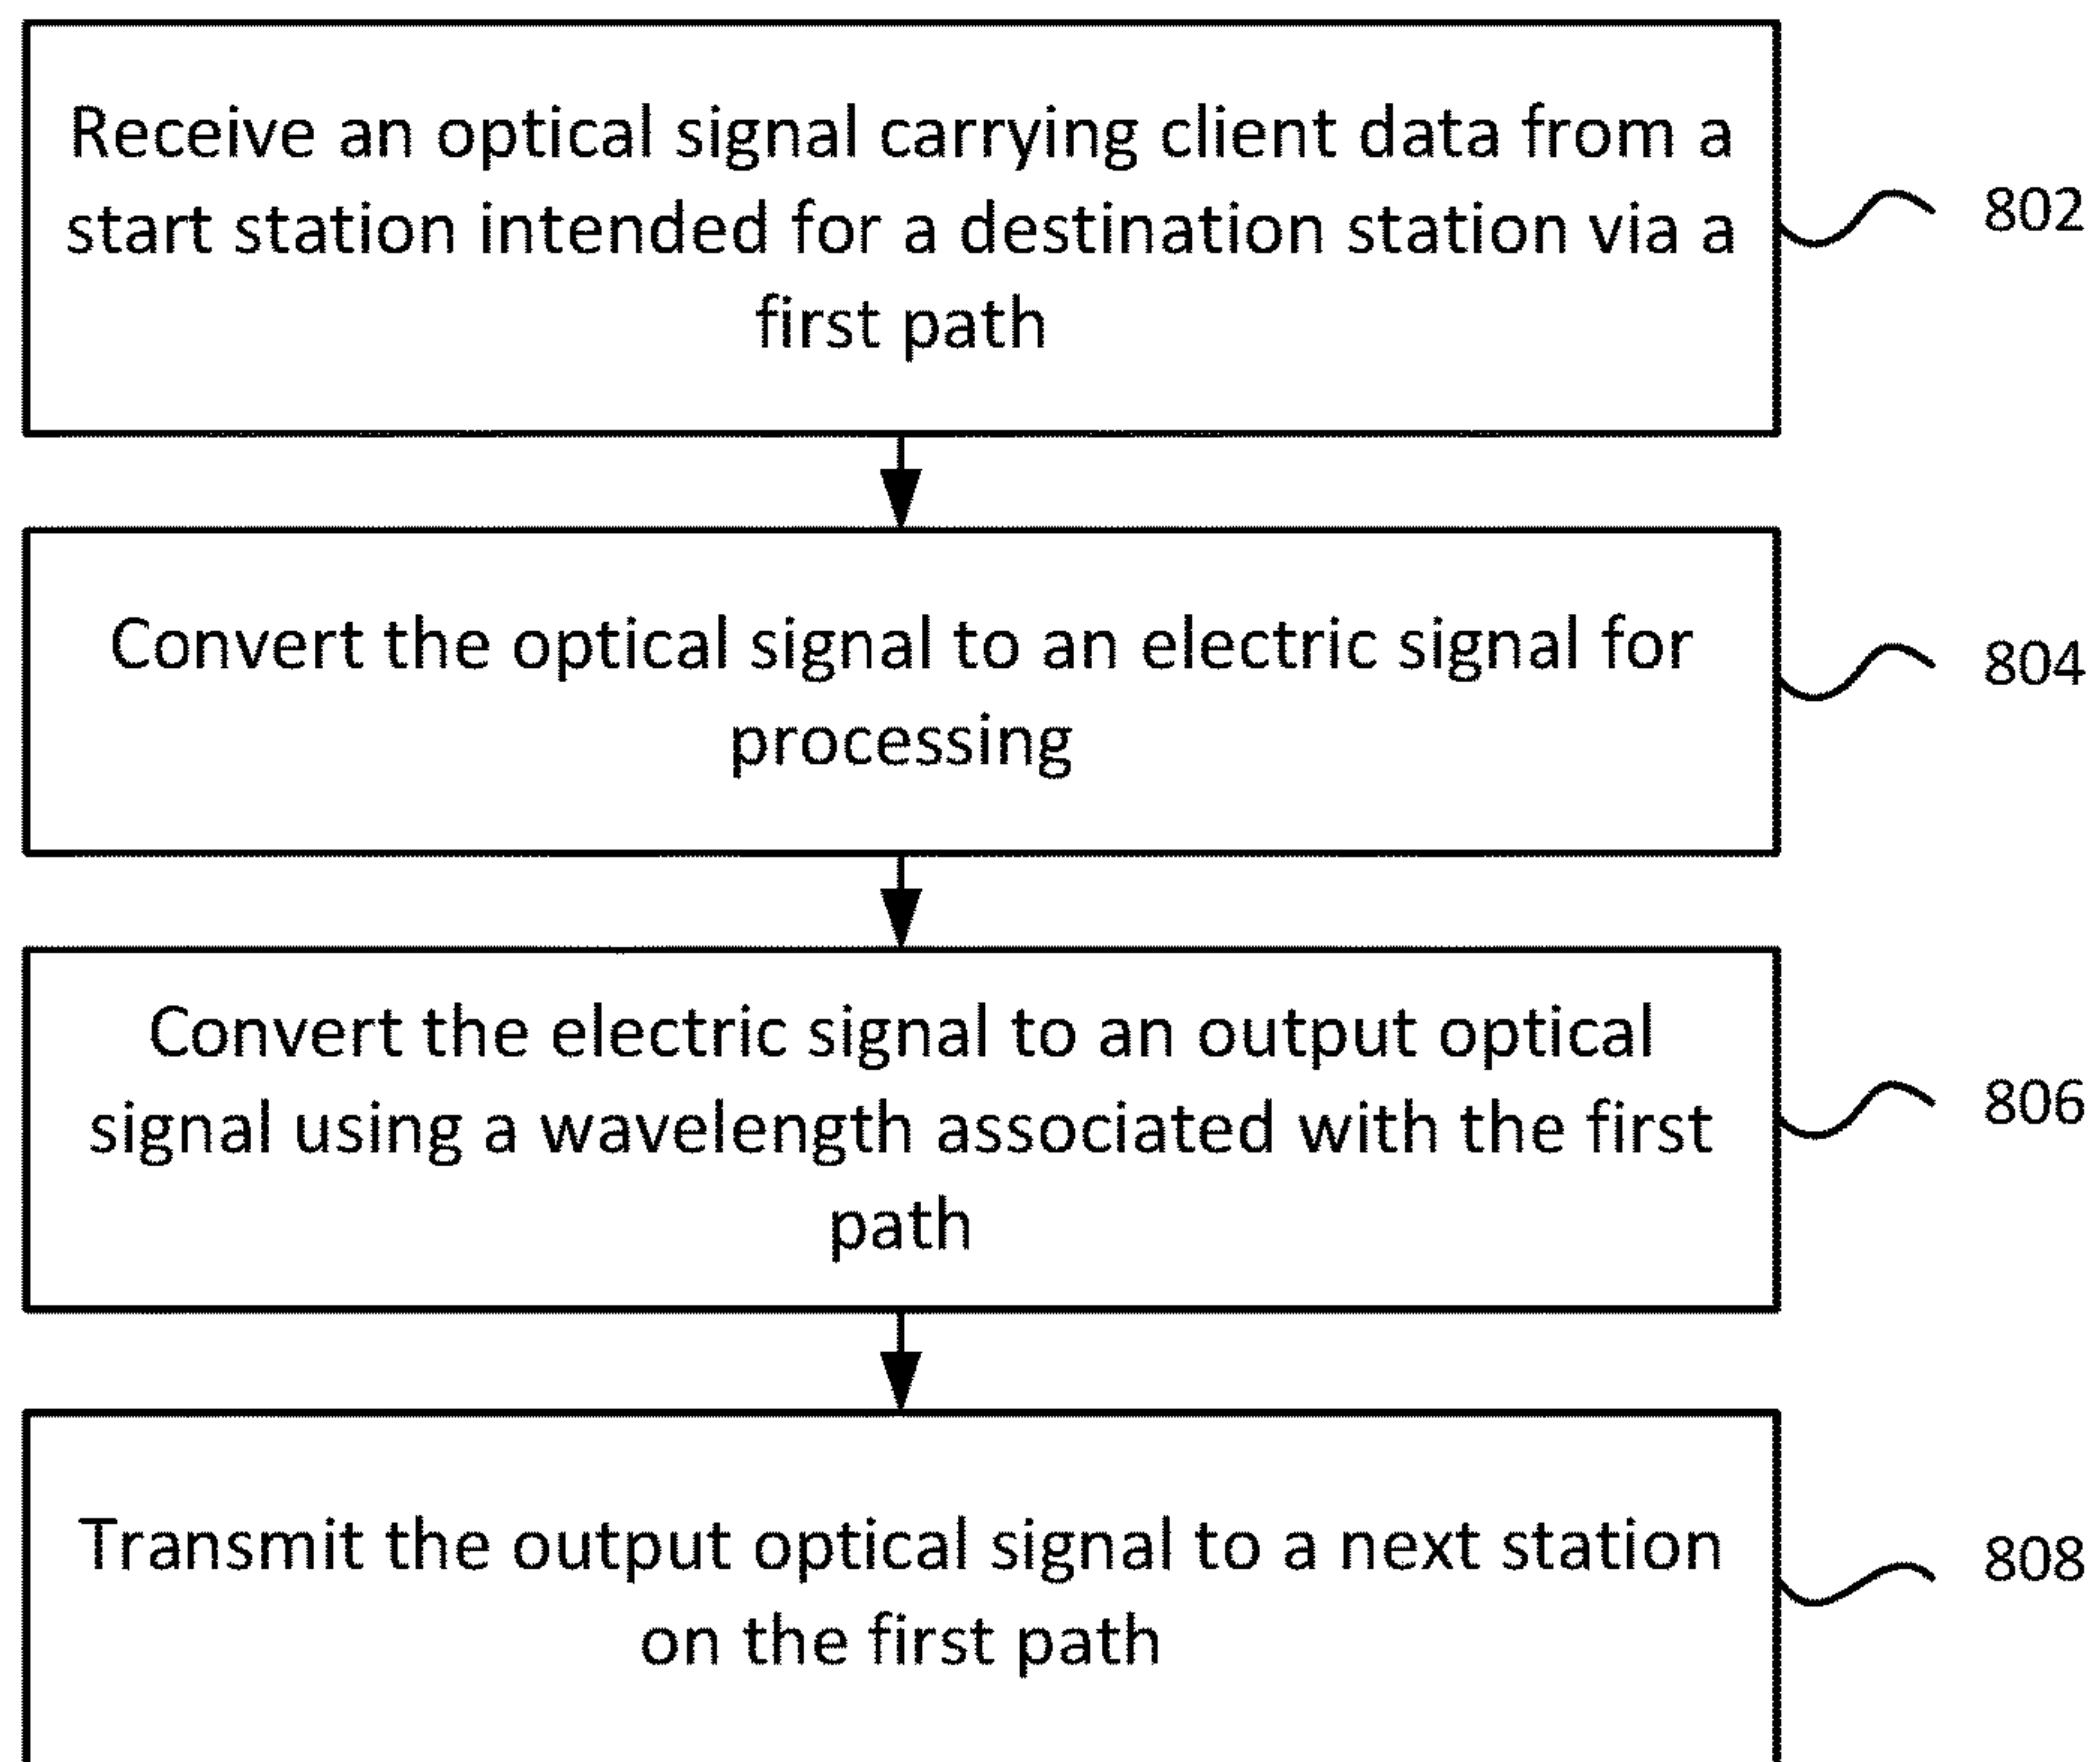 Receive an optical signal carrying client data from a
start station intended for a destination station via a
first path
802
Convert the optical signal to an electric signal for
processing
804
Convert the electric signal to an output optical
signal using a wavelength associated with the first
path
806
Transmit the output optical signal to a next station
on the first path
808